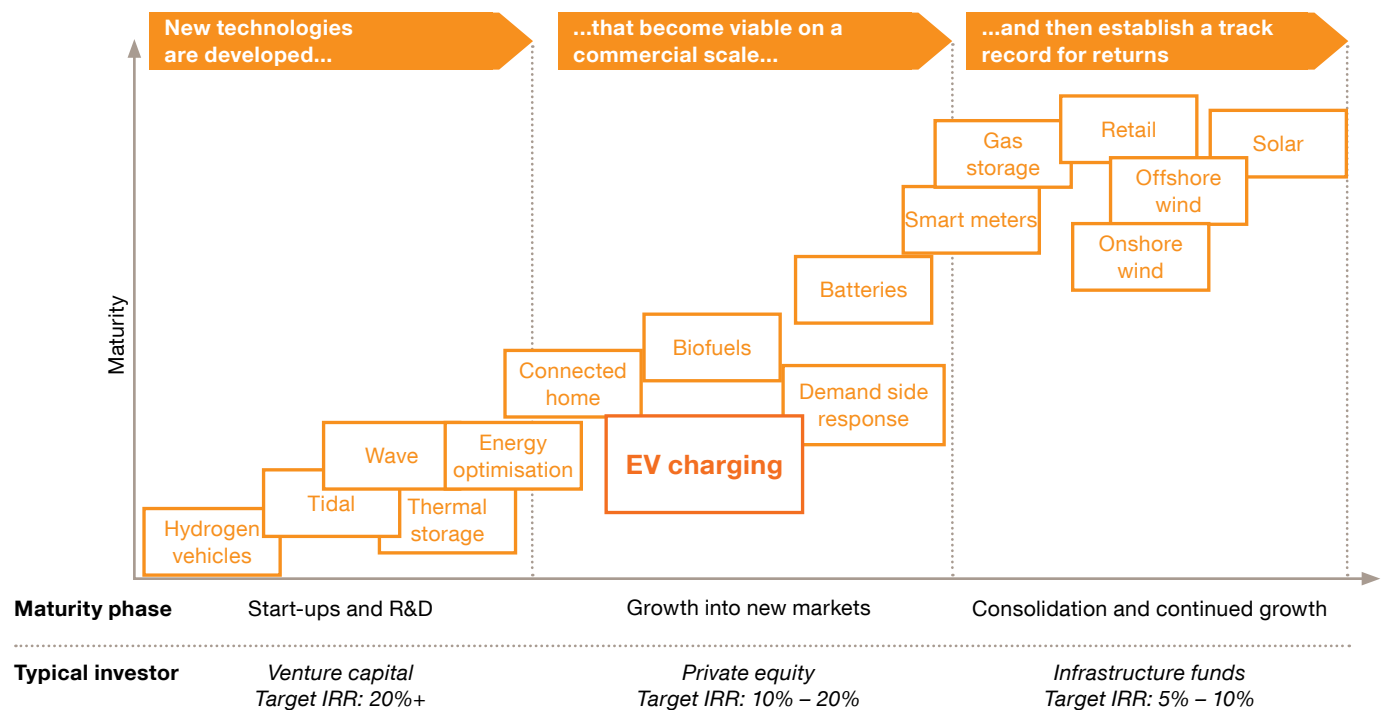 New technologies
are developed...
...that become viable on a
commercial scale...
...and then establish a track
record for returns
Maturity
Hydrogen
vehicles
Tidal
Wave
Thermal
storage
Energy
optimisation
Connected
home
EV charging
Biofuels
Demand side
response
Batteries
Smart meters
Gas
storage
Retail
Offshore
wind
Onshore
wind
Solar
Maturity phase
Start-ups and R&D
Growth into new markets
Consolidation and continued growth
Typical investor
Venture capital
Target IRR: 20%+
Private equity
Target IRR: 10% – 20%
Infrastructure funds
Target IRR: 5% – 10%